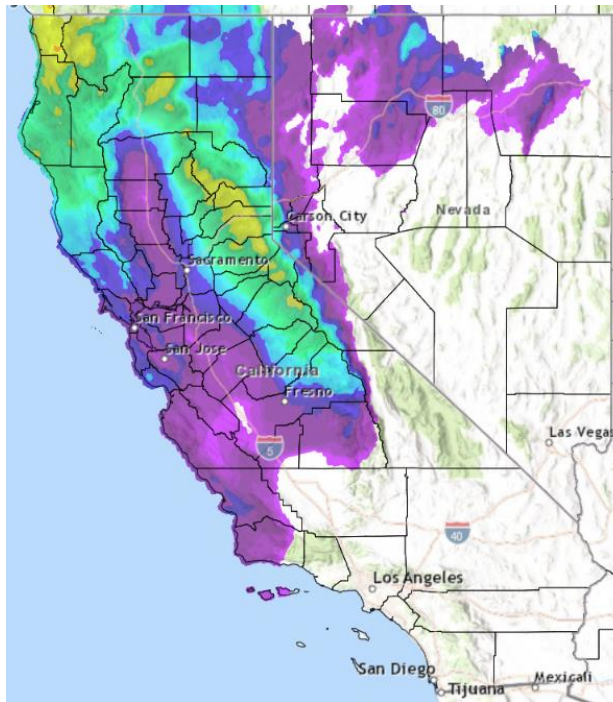 80
Nevada
Carson City
Sacramento
San Francisco
San Jose
California
Fresno
5
Las Vegas
40
Los Angeles
San Diego
Tijuana
Mexicali